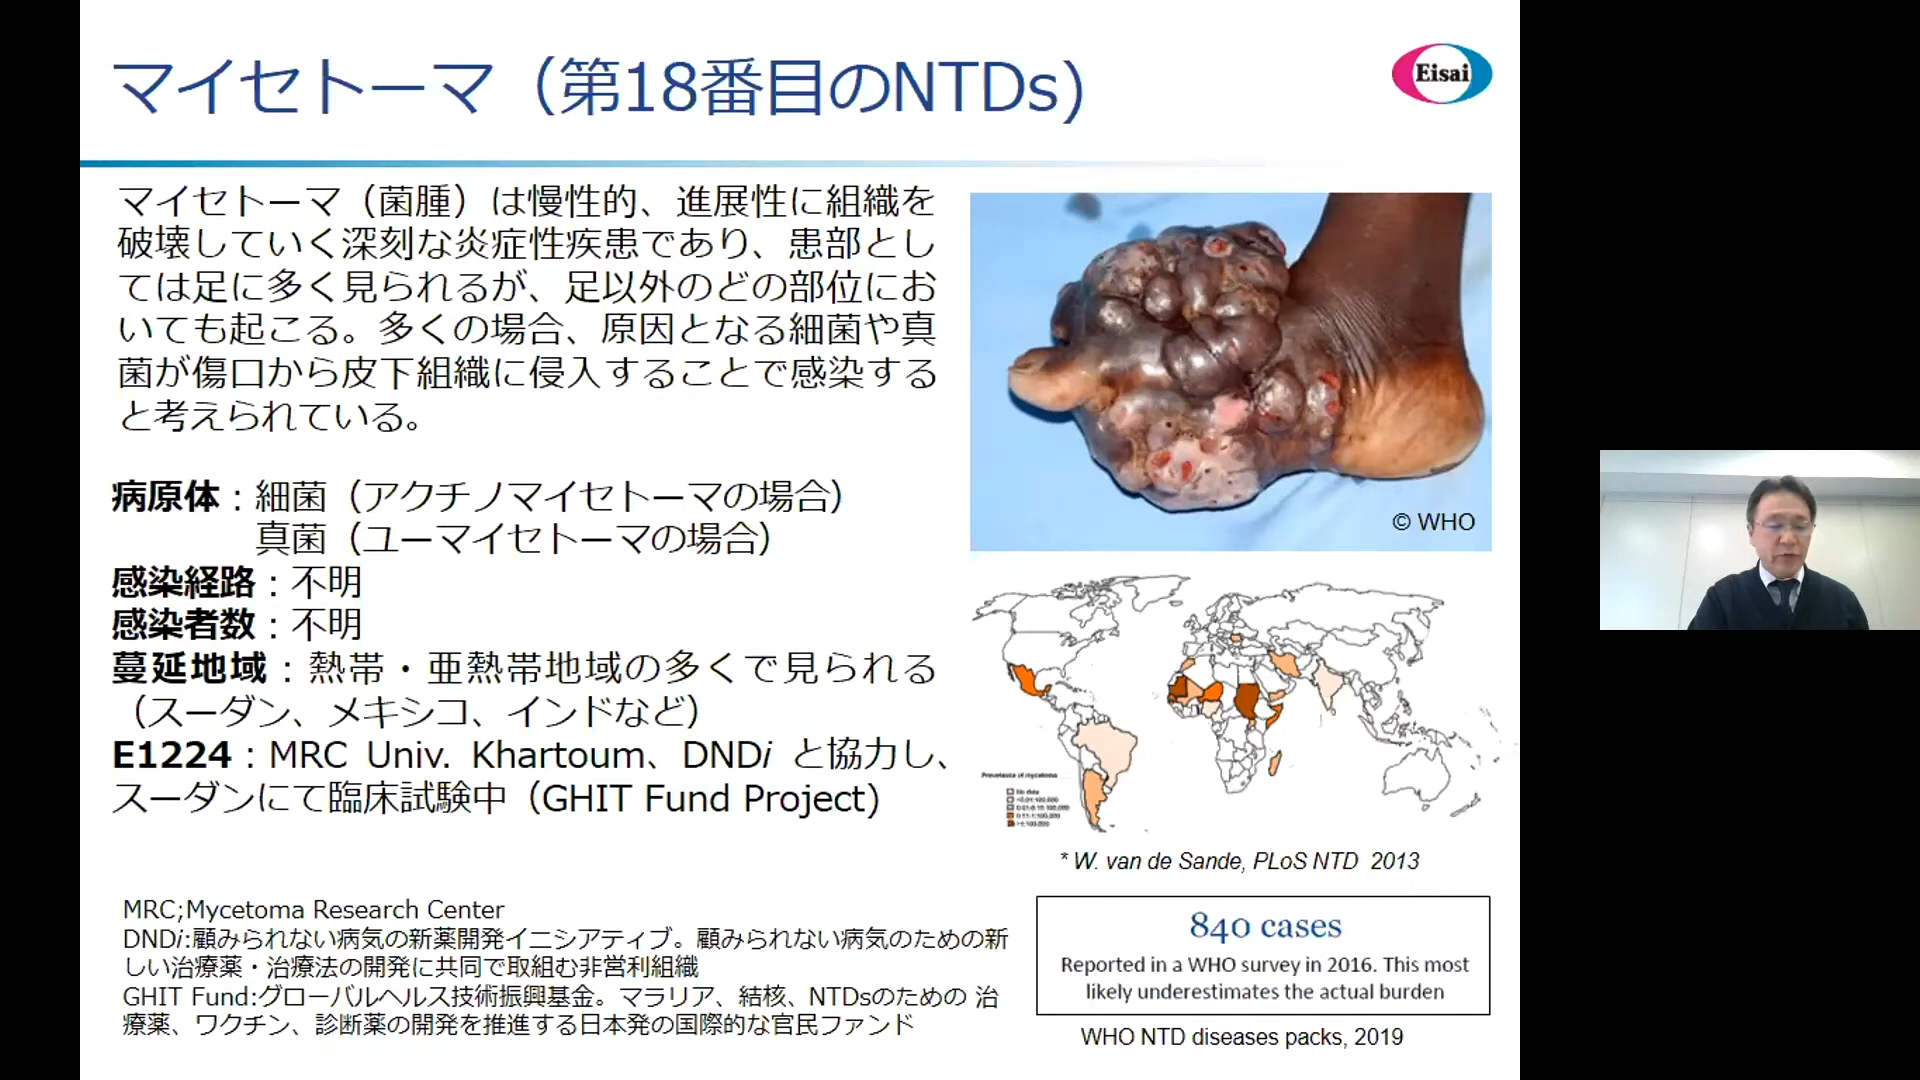 マイセトーマ（第18番目のNTDs）
Eisai
マイセトーマ（菌腫）は慢性的、進展性に組織を
破壊していく深刻な炎症性疾患であり、患部とし
ては足に多く見られるが、足以外のどの部位にお
いても起こる。多くの場合、原因となる細菌や真
菌が傷口から皮下組織に侵入することで感染する
と考えられている。
病原体：細菌（アクチノマイセトーマの場合）
真菌（ユーマイセトーマの場合）
感染経路：不明
感染者数：不明
蔓延地域：熱帯・亜熱帯地域の多くで見られる
（スーダン、メキシコ、インドなど）
E1224：MRC Univ. Khartoum、DNDi と協力し、
スーダンにて臨床試験中（GHIT Fund Project）
MRC;Mycetoma Research Center
DNDi:顧みられない病気の新薬開発イニシアティブ。顧みられない病気のための新
しい治療薬・治療法の開発に共同で取組む非営利組織
GHIT Fund:グローバルヘルス技術振興基金。マラリア、結核、NTDsのための 治
療薬、ワクチン、診断薬の開発を推進する日本発の国際的な官民ファンド
© WHO
Prevalence of mycetoma
No data
* W. van de Sande, PLoS NTD 2013
840 cases
Reported in a WHO survey in 2016. This most
likely underestimates the actual burden
WHO NTD diseases packs, 2019